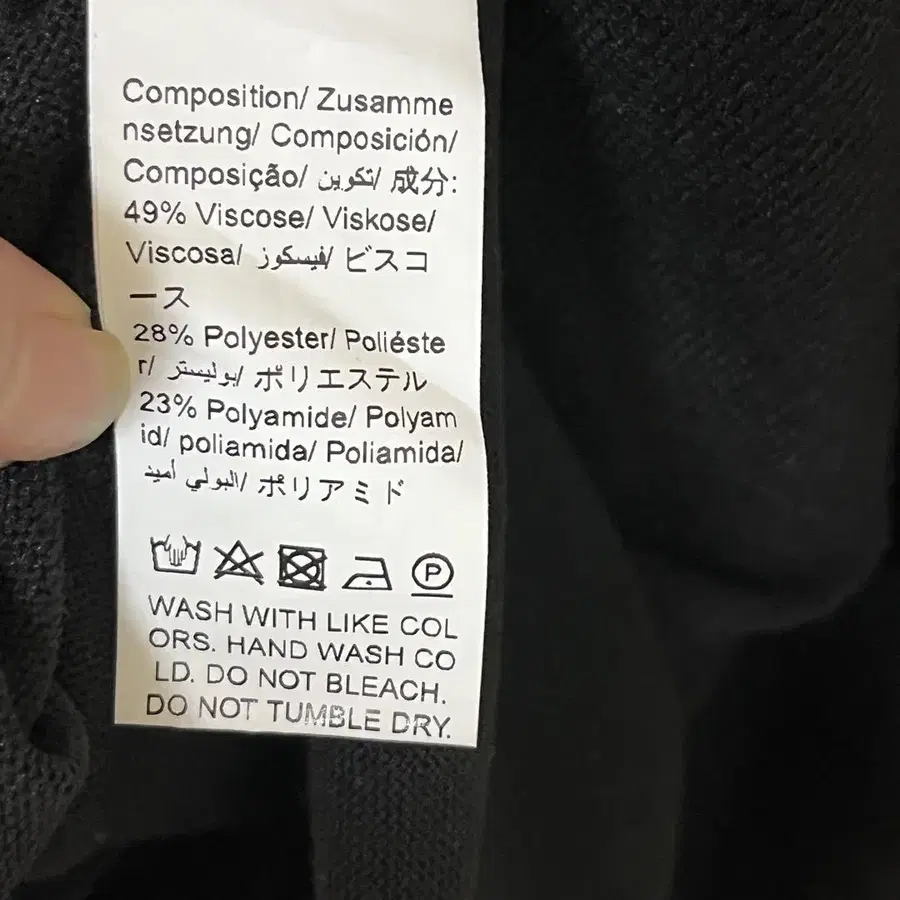 Composition/ Zusamme
nsetzung/ Composición/
Composição/ تكوين/ 成分:
49% Viscose/ Viskose/
Viscosa/ فيسكوز/ ビスコ
ース
28% Polyester/ Poliéste
r/ بوليستر/ ポリエステル
23% Polyamide/ Polyam
id/ poliamida/ Poliamida/
البولي أميد/ ポリアミド
P
WASH WITH LIKE COL
ORS. HAND WASH CO
LD. DO NOT BLEACH.
DO NOT TUMBLE DRY.